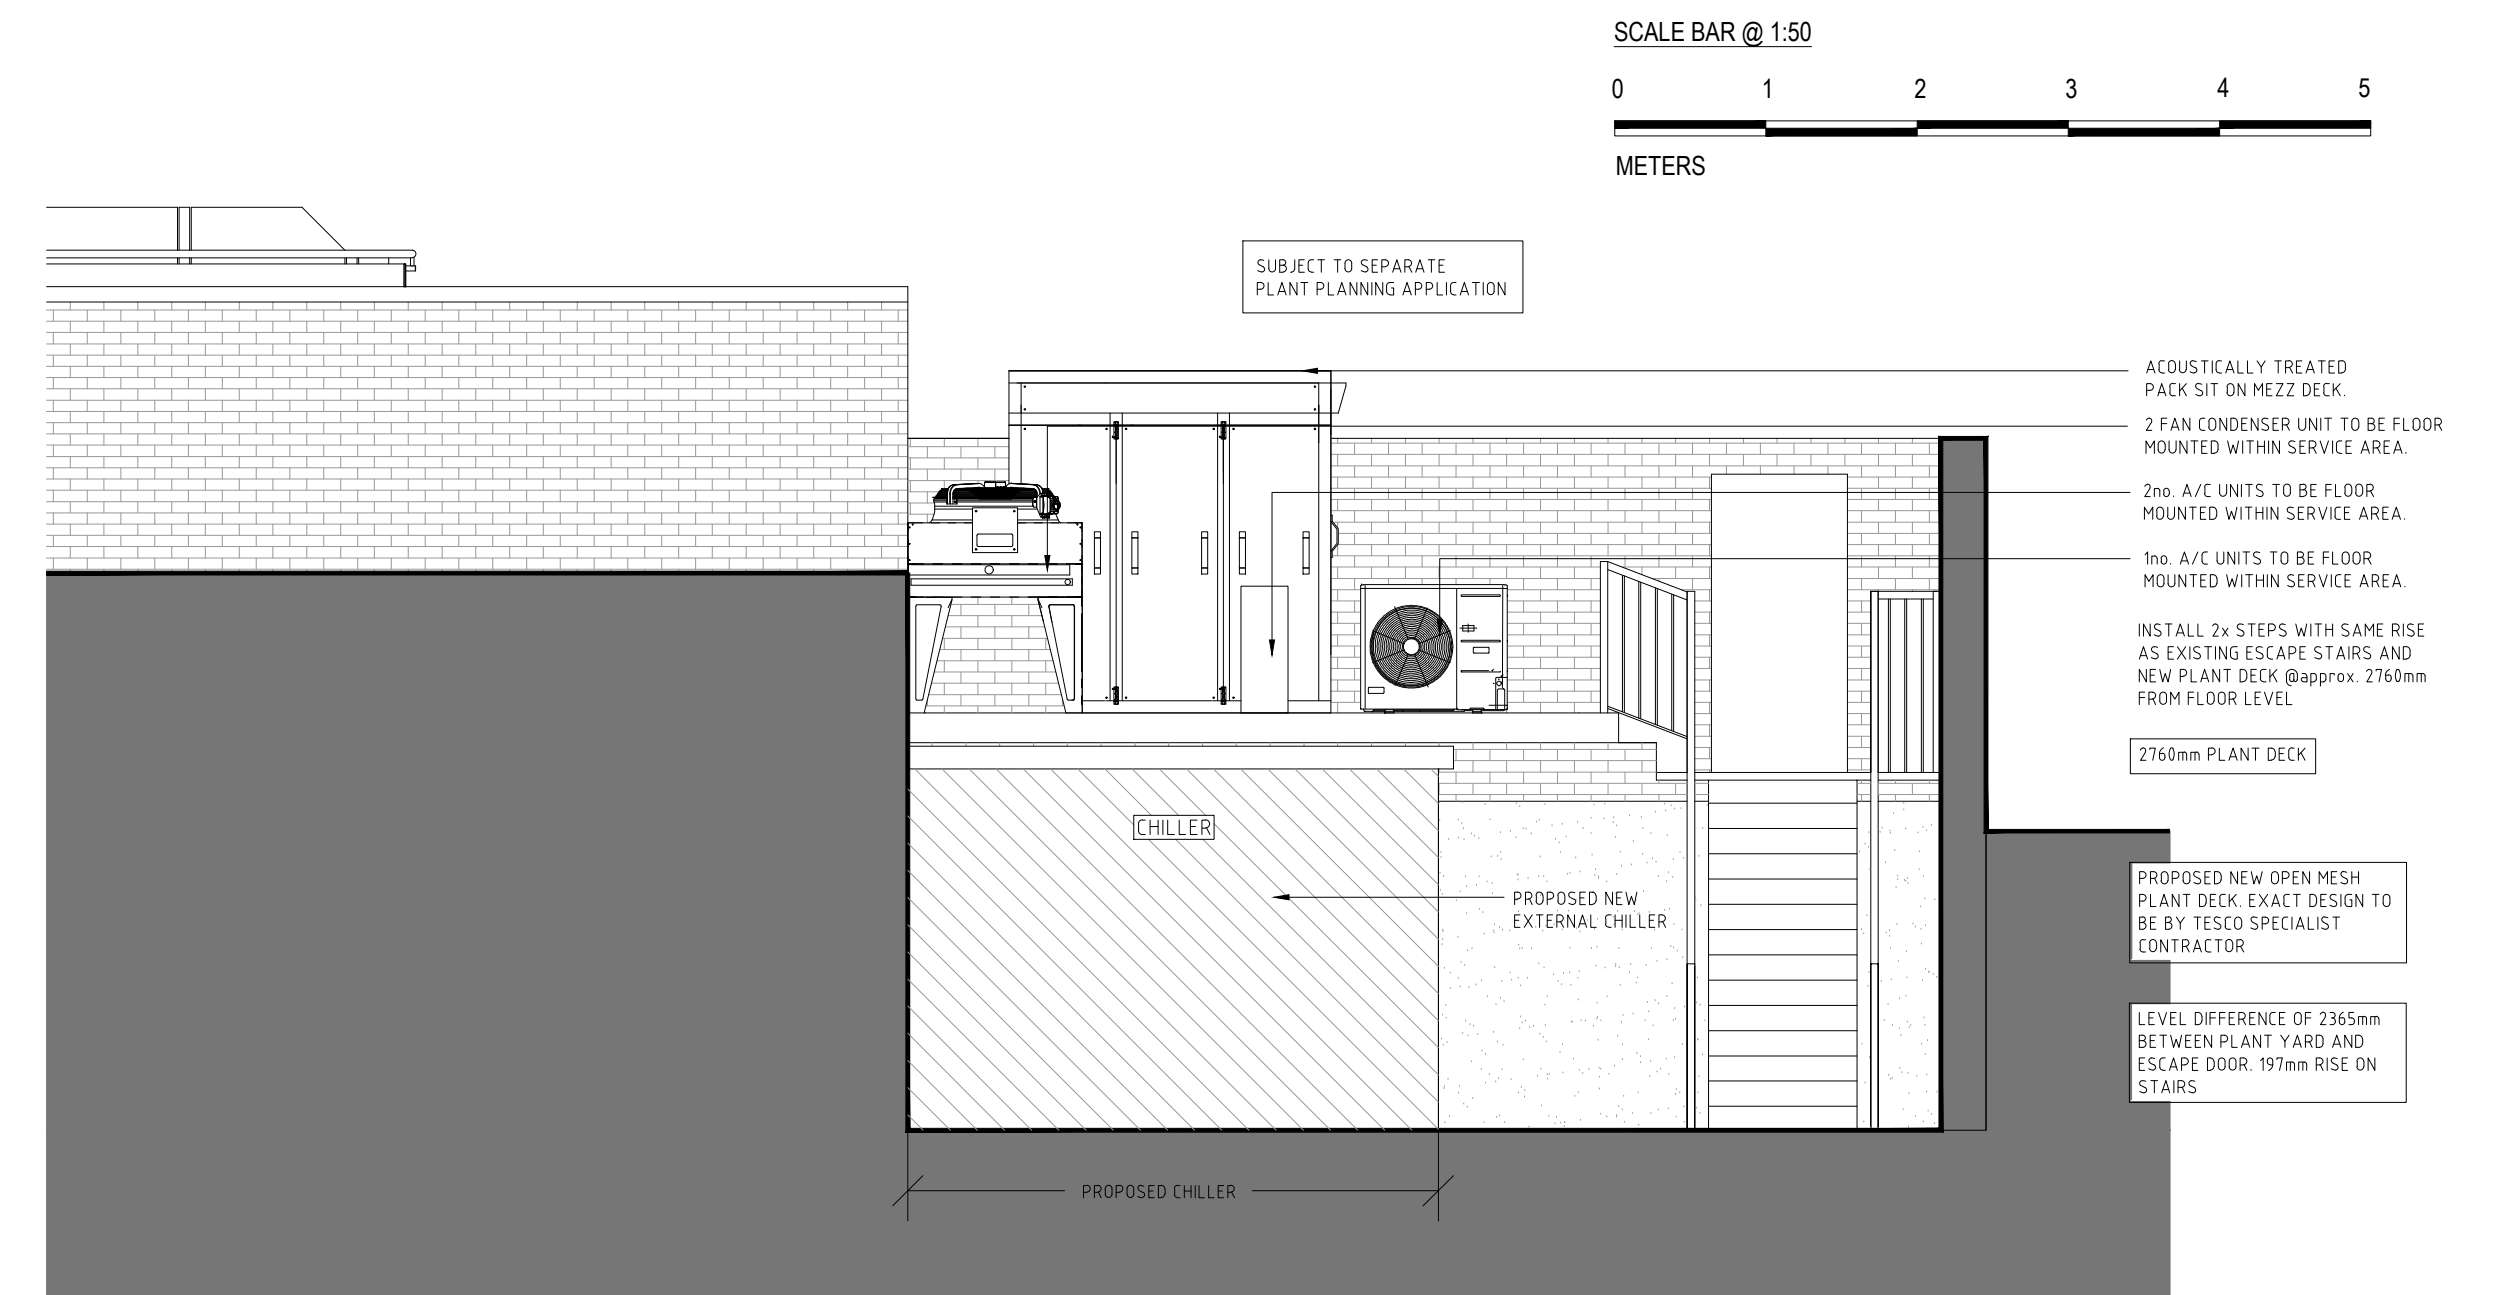 SCALE BAR @ 1:50
0 1 2 3 4 5
METERS
SUBJECT TO SEPARATE
PLANT PLANNING APPLICATION
ACOUSTICALLY TREATED
PACK SIT ON MEZZ DECK.
2 FAN CONDENSER UNIT TO BE FLOOR
MOUNTED WITHIN SERVICE AREA.
2no. A/C UNITS TO BE FLOOR
MOUNTED WITHIN SERVICE AREA.
1no. A/C UNITS TO BE FLOOR
MOUNTED WITHIN SERVICE AREA.
INSTALL 2x STEPS WITH SAME RISE
AS EXISTING ESCAPE STAIRS AND
NEW PLANT DECK @approx. 2760mm
FROM FLOOR LEVEL
2760mm PLANT DECK
CHILLER
PROPOSED NEW
EXTERNAL CHILLER
PROPOSED NEW OPEN MESH
PLANT DECK. EXACT DESIGN TO
BE BY TESCO SPECIALIST
CONTRACTOR
LEVEL DIFFERENCE OF 2365mm
BETWEEN PLANT YARD AND
ESCAPE DOOR. 197mm RISE ON
STAIRS
PROPOSED CHILLER